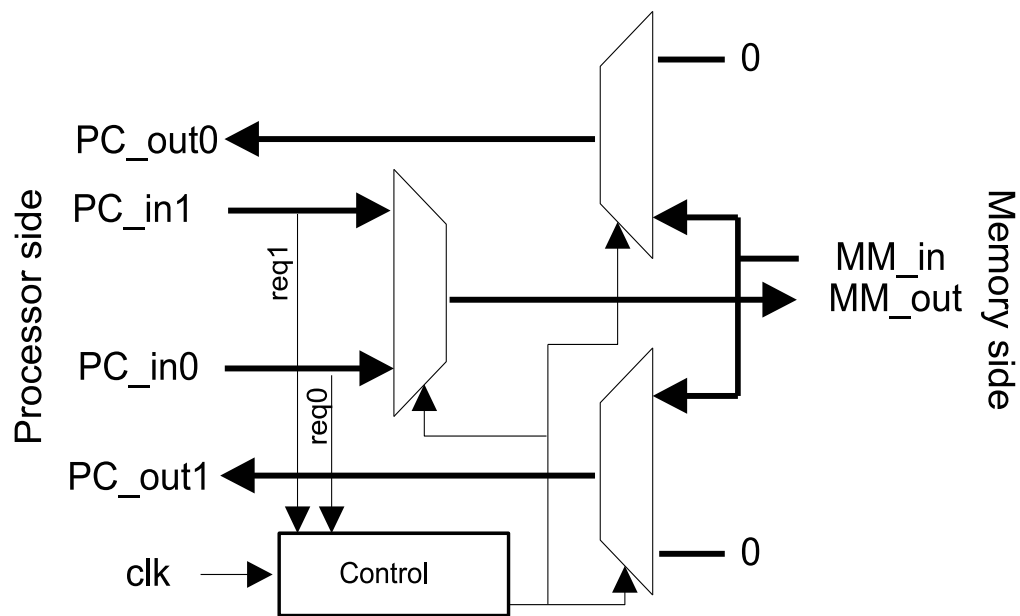 0
PC_out0
PC_in1
Processor side
req1
MM_in
MM_out
Memory side
PC_in0
req0
PC_out1
0
clk
Control